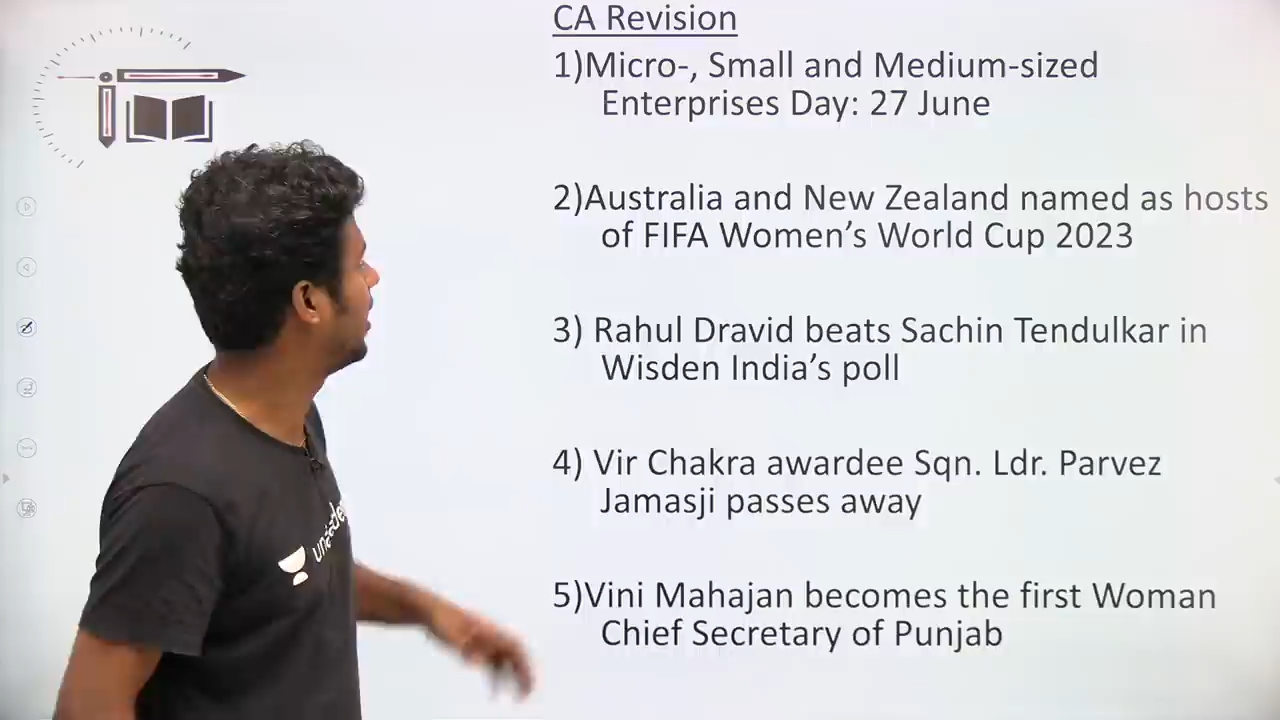 CA Revision
1)Micro-, Small and Medium-sized
Enterprises Day: 27 June
2)Australia and New Zealand named as hosts
of FIFA Women’s World Cup 2023
3) Rahul Dravid beats Sachin Tendulkar in
Wisden India’s poll
4) Vir Chakra awardee Sqn. Ldr. Parvez
Jamasji passes away
5)Vini Mahajan becomes the first Woman
Chief Secretary of Punjab